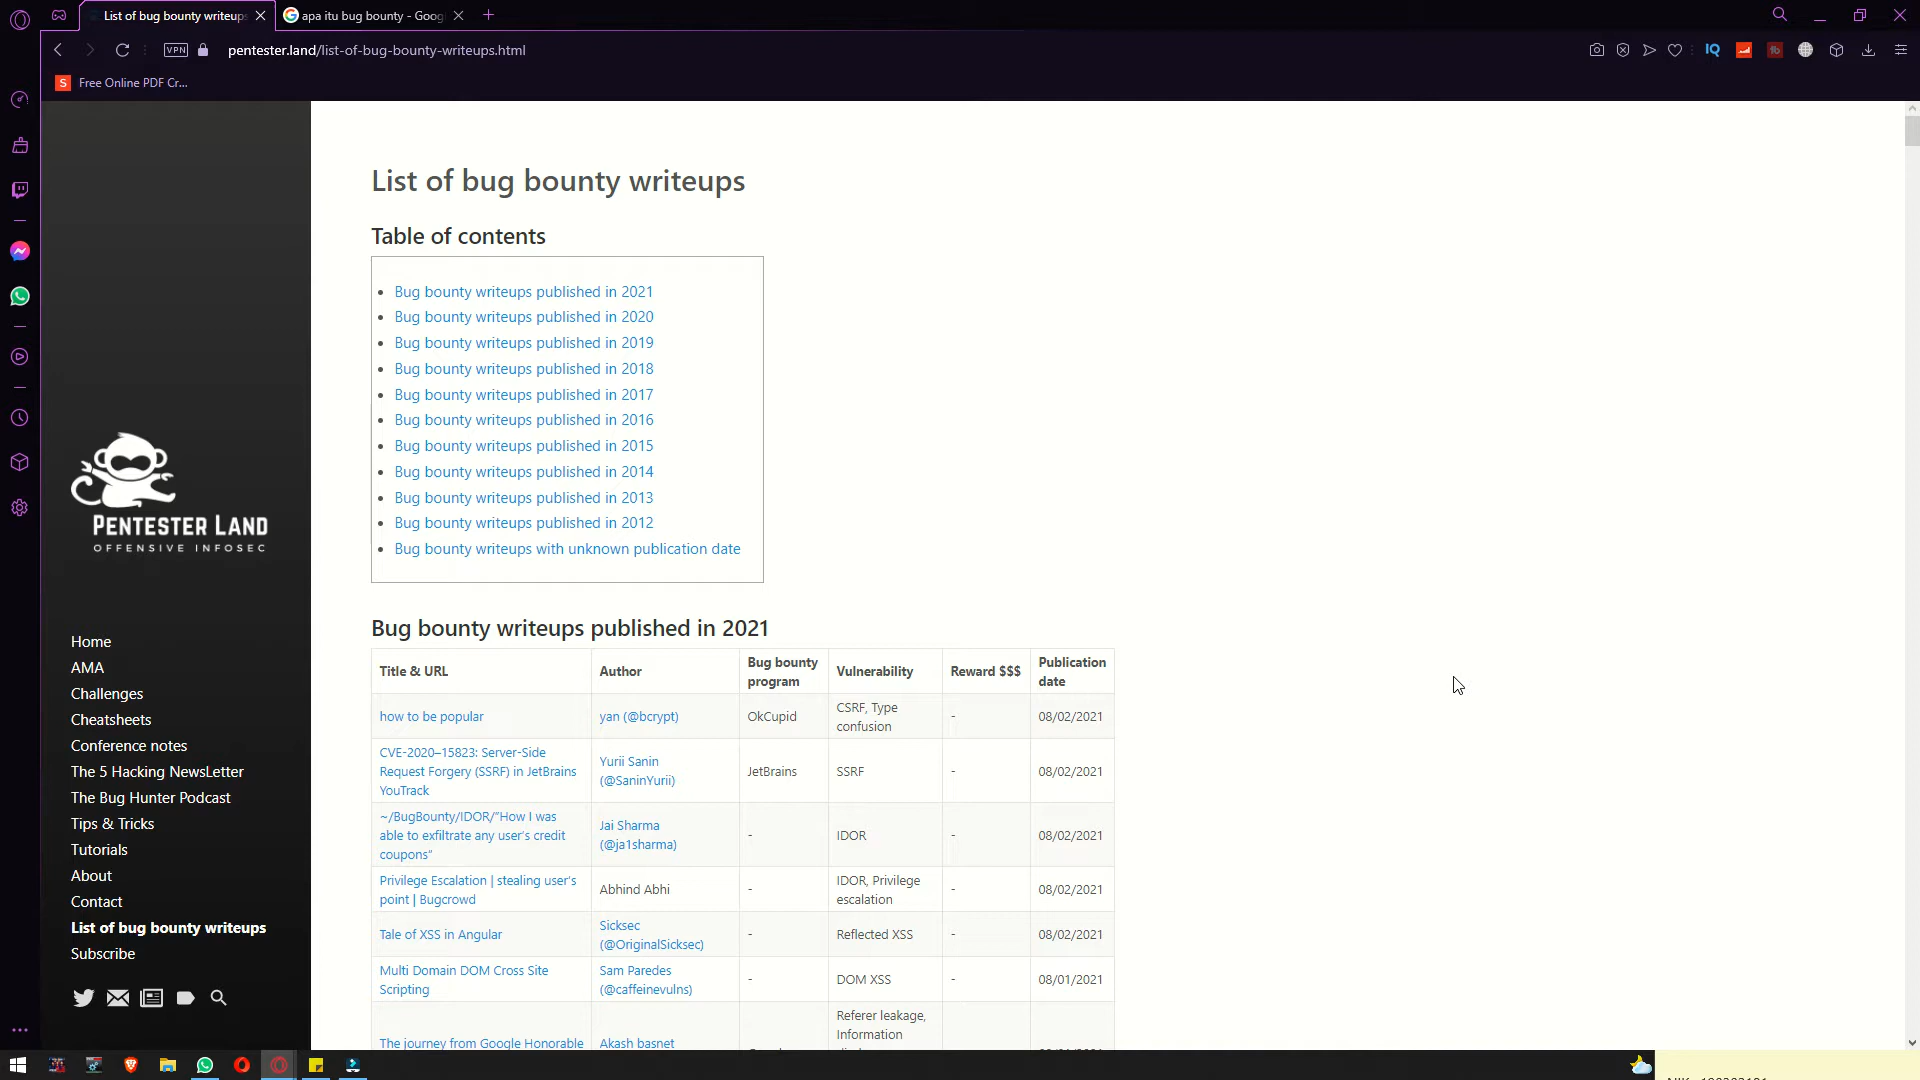 List of bug bounty writeups
apa itu bug bounty - Goog
VPN
pentester.land/list-of-bug-bounty-writeups.html
IQ
S
Free Online PDF Cr...
PENTESTER LAND
OFFENSIVE INFOSEC
Home
AMA
Challenges
Cheatsheets
Conference notes
The 5 Hacking NewsLetter
The Bug Hunter Podcast
Tips & Tricks
Tutorials
About
Contact
List of bug bounty writeups
Subscribe
List of bug bounty writeups
Table of contents
Bug bounty writeups published in 2021
Bug bounty writeups published in 2020
Bug bounty writeups published in 2019
Bug bounty writeups published in 2018
Bug bounty writeups published in 2017
Bug bounty writeups published in 2016
Bug bounty writeups published in 2015
Bug bounty writeups published in 2014
Bug bounty writeups published in 2013
Bug bounty writeups published in 2012
Bug bounty writeups with unknown publication date
Bug bounty writeups published in 2021
Title & URL Author Bug bounty program Vulnerability Reward $$$ Publication date
how to be popular yan (@bcrypt) OkCupid CSRF, Type confusion - 08/02/2021
CVE-2020–15823: Server-Side Request Forgery (SSRF) in JetBrains YouTrack Yurii Sanin (@SaninYurii) JetBrains SSRF - 08/02/2021
~/BugBounty/IDOR/"How I was able to exfiltrate any user's credit coupons" Jai Sharma (@ja1sharma) - IDOR - 08/02/2021
Privilege Escalation | stealing user's point | Bugcrowd Abhind Abhi - IDOR, Privilege escalation - 08/02/2021
Tale of XSS in Angular Sicksec (@OriginalSicksec) - Reflected XSS - 08/02/2021
Multi Domain DOM Cross Site Scripting Sam Paredes (@caffeinevulns) - DOM XSS - 08/01/2021
The journey from Google Honorable Akash basnet Referer leakage, Information